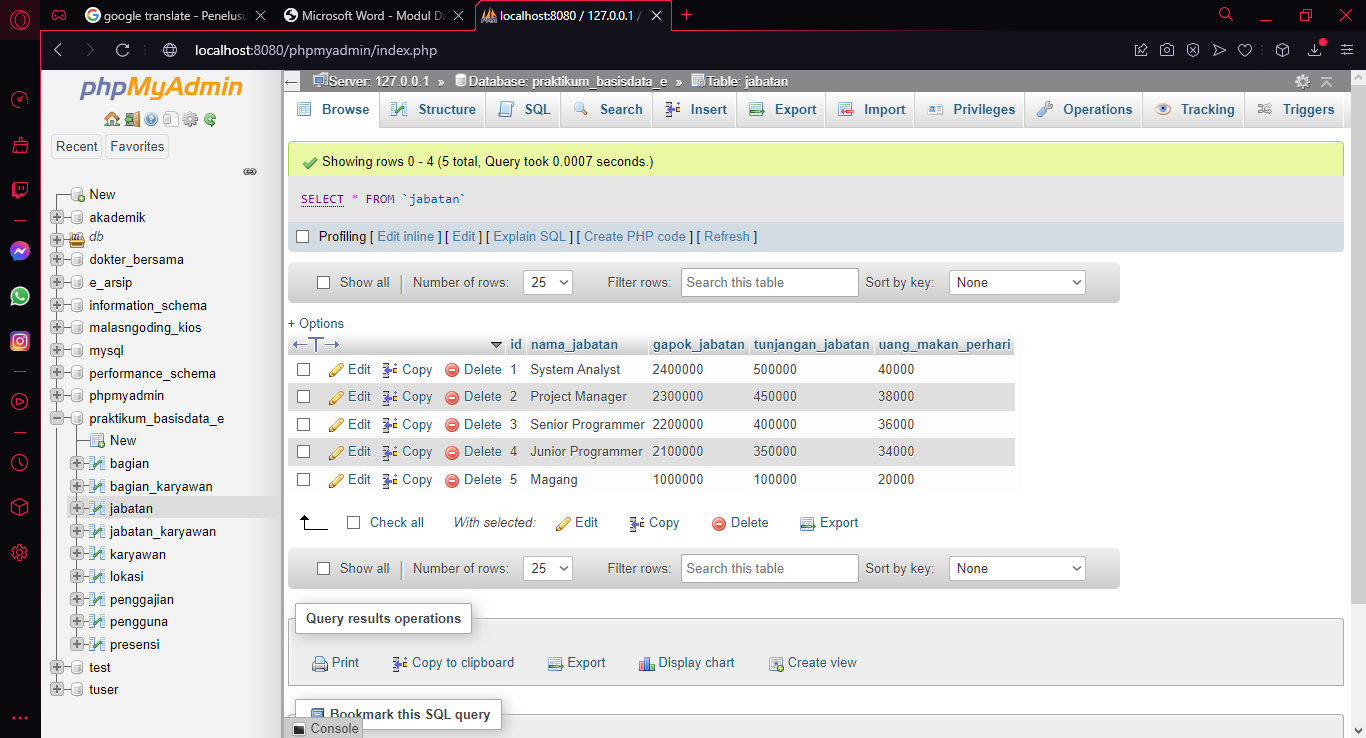 google translate - Penelusu
Microsoft Word - Modul Da
localhost:8080 / 127.0.0.1 /
localhost:8080/phpmyadmin/index.php
phpMyAdmin
Recent Favorites
New
akademik
db
dokter_bersama
e_arsip
information_schema
malasngoding_kios
mysql
performance_schema
phpmyadmin
praktikum_basisdata_e
New
bagian
bagian_karyawan
jabatan
jabatan_karyawan
karyawan
lokasi
penggajian
pengguna
presensi
test
tuser
Server: 127.0.0.1 » Database: praktikum_basisdata_e » Table: jabatan
Browse Structure SQL Search Insert Export Import Privileges Operations Tracking Triggers
Showing rows 0 - 4 (5 total, Query took 0.0007 seconds.)
SELECT * FROM `jabatan`
Profiling [ Edit inline ] [ Edit ] [ Explain SQL ] [ Create PHP code ] [ Refresh ]
Show all Number of rows: 25 Filter rows: Search this table Sort by key: None
+ Options
id nama_jabatan gapok_jabatan tunjangan_jabatan uang_makan_perhari
Edit Copy Delete 1 System Analyst 2400000 500000 40000
Edit Copy Delete 2 Project Manager 2300000 450000 38000
Edit Copy Delete 3 Senior Programmer 2200000 400000 36000
Edit Copy Delete 4 Junior Programmer 2100000 350000 34000
Edit Copy Delete 5 Magang 1000000 100000 20000
Check all With selected: Edit Copy Delete Export
Show all Number of rows: 25 Filter rows: Search this table Sort by key: None
Query results operations
Print Copy to clipboard Export Display chart Create view
Bookmark this SQL query
Console